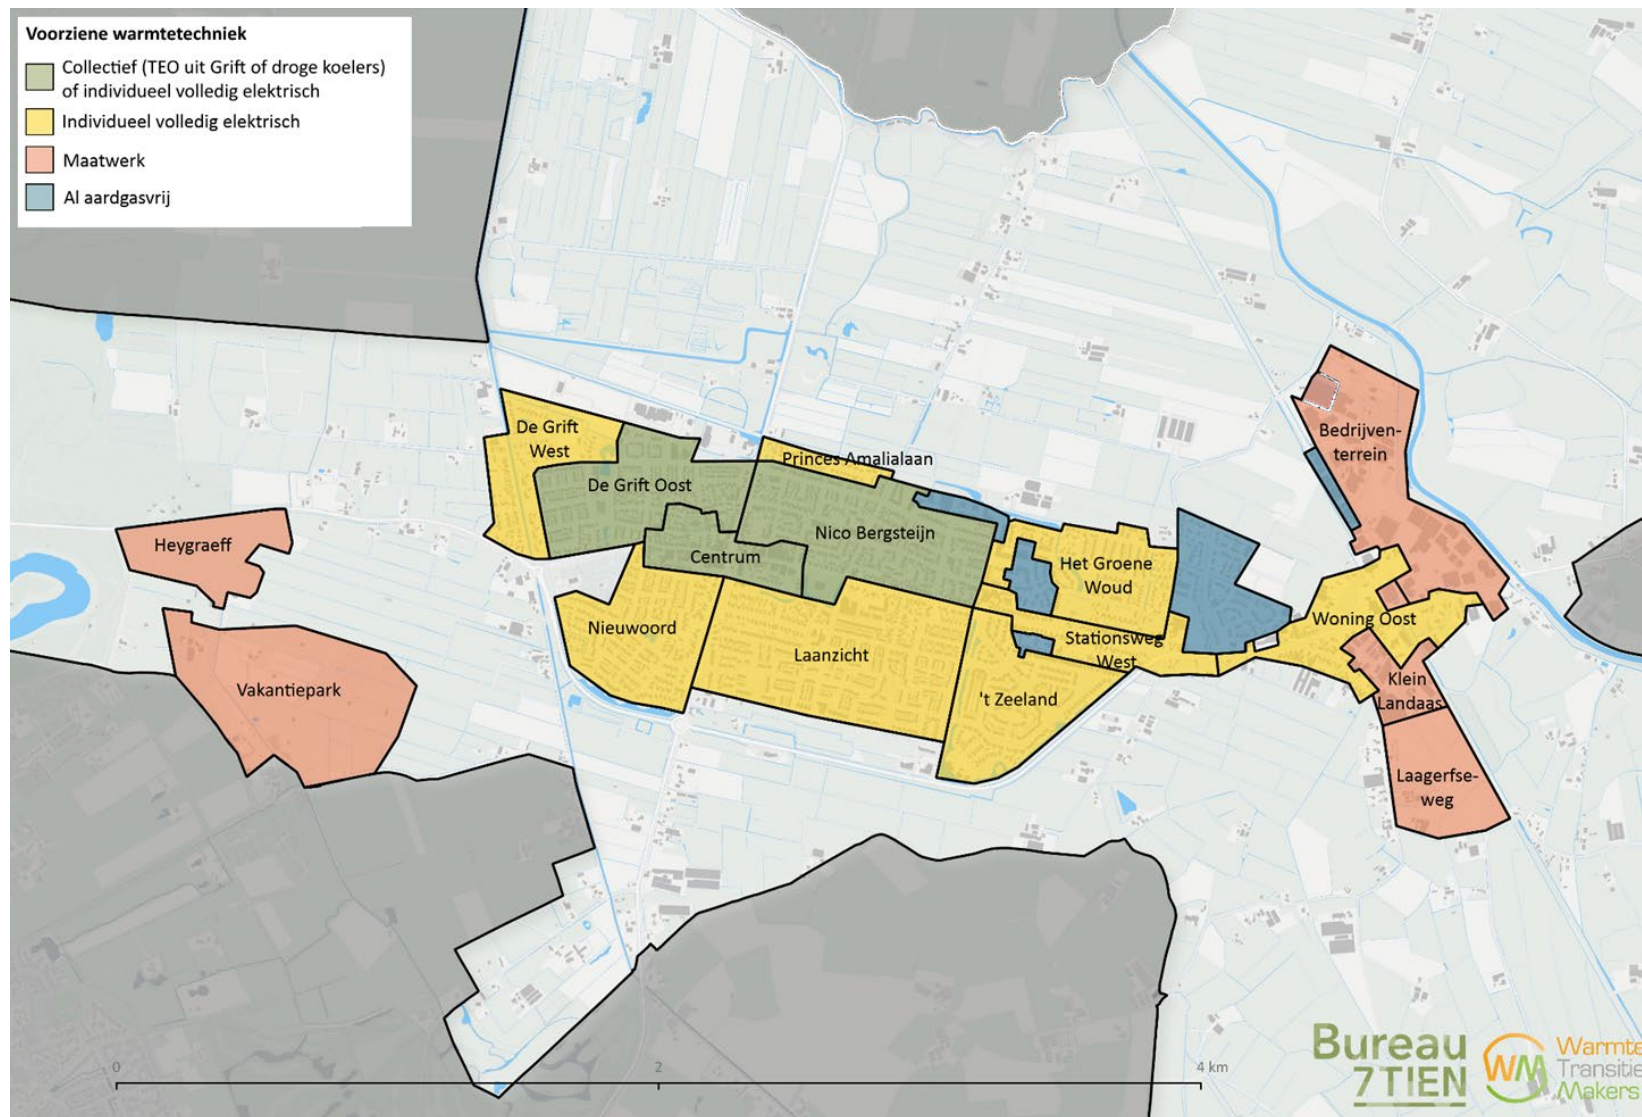 Voorziene warmtetechniek
Collectief (TEO uit Grift of droge koelers)
of individueel volledig elektrisch
Individueel volledig elektrisch
Maatwerk
Al aardgasvrij
De Grift
West
Princes Amalialaan
De Grift Oost
Nico Bergsteijn
Centrum
Heygraeff
Bedrijven-
terrein
Het Groene
Woud
Nieuwoord
Laanzicht
Stationsweg
West
Woning Oost
Vakantiepark
't Zeeland
Klein
Landaas
Laagerfse-
weg
0
2
4 km
Bureau
7TIEN
WM
Warmte
Transitie
Makers